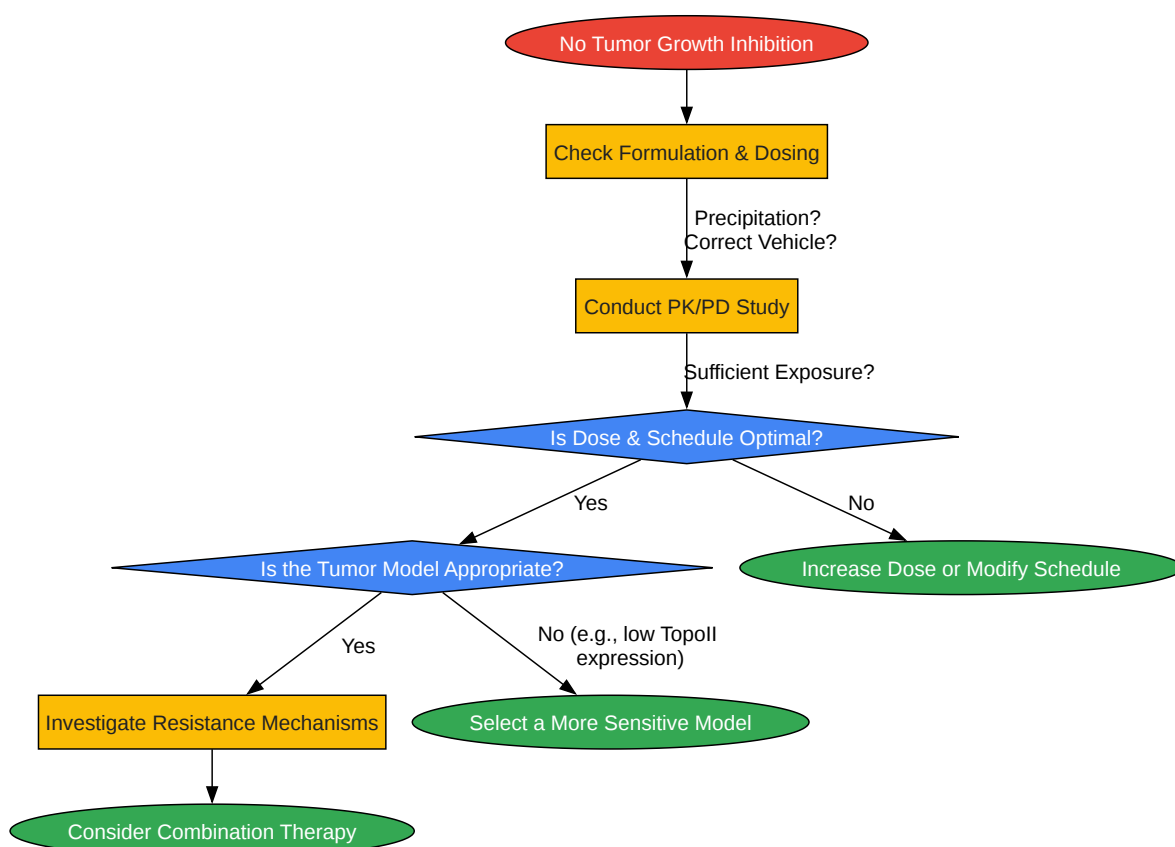 No Tumor Growth Inhibition
Check Formulation & Dosing
Precipitation?
Correct Vehicle?
Conduct PK/PD Study
Sufficient Exposure?
Is Dose & Schedule Optimal?
Yes
No
Is the Tumor Model Appropriate?
Increase Dose or Modify Schedule
Yes
No (e.g., low TopoII
expression)
Investigate Resistance Mechanisms
Select a More Sensitive Model
Consider Combination Therapy